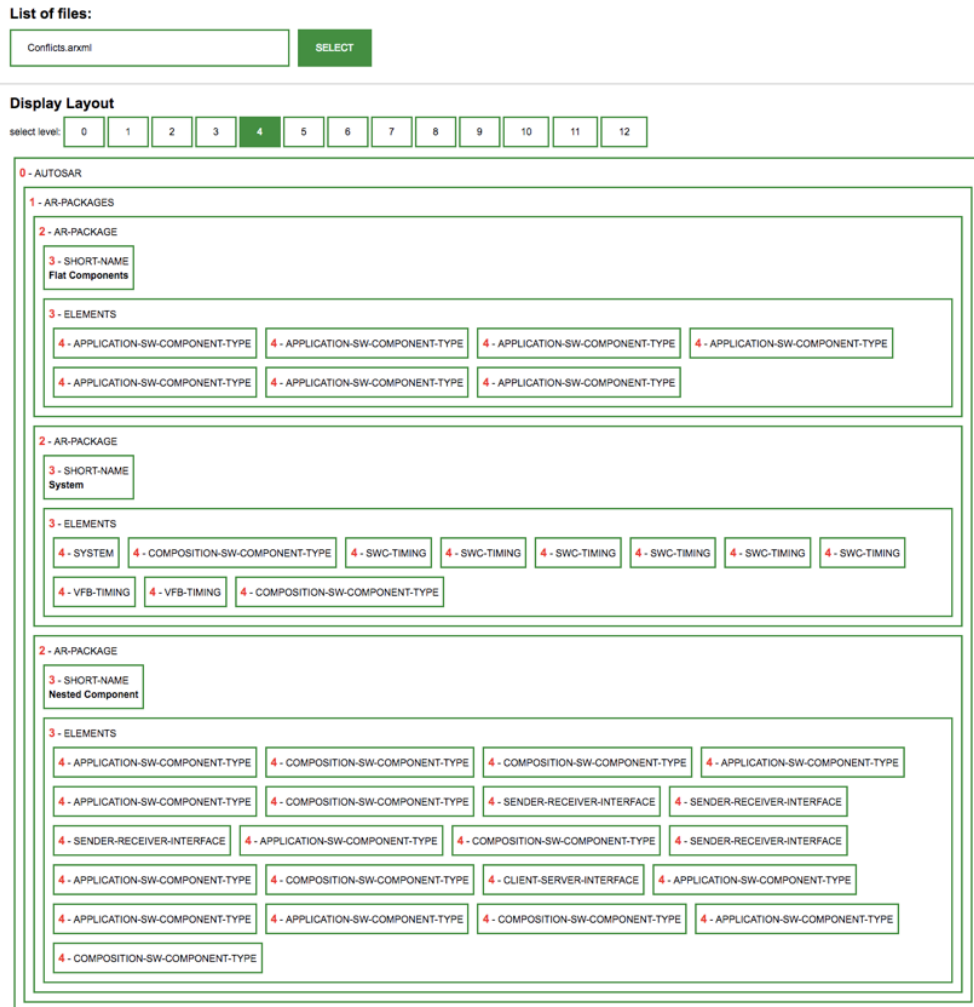 List of files:
Conflicts.arxml SELECT
Display Layout
select level: 0 1 2 3 4 5 6 7 8 9 10 11 12
0 - AUTOSAR
1 - AR-PACKAGES
2 - AR-PACKAGE
3 - SHORT-NAME
Flat Components
3 - ELEMENTS
4 - APPLICATION-SW-COMPONENT-TYPE 4 - APPLICATION-SW-COMPONENT-TYPE 4 - APPLICATION-SW-COMPONENT-TYPE 4 - APPLICATION-SW-COMPONENT-TYPE
4 - APPLICATION-SW-COMPONENT-TYPE 4 - APPLICATION-SW-COMPONENT-TYPE 4 - APPLICATION-SW-COMPONENT-TYPE
2 - AR-PACKAGE
3 - SHORT-NAME
System
3 - ELEMENTS
4 - SYSTEM 4 - COMPOSITION-SW-COMPONENT-TYPE 4 - SWC-TIMING 4 - SWC-TIMING 4 - SWC-TIMING 4 - SWC-TIMING 4 - SWC-TIMING 4 - SWC-TIMING
4 - VFB-TIMING 4 - VFB-TIMING 4 - COMPOSITION-SW-COMPONENT-TYPE
2 - AR-PACKAGE
3 - SHORT-NAME
Nested Component
3 - ELEMENTS
4 - APPLICATION-SW-COMPONENT-TYPE 4 - COMPOSITION-SW-COMPONENT-TYPE 4 - COMPOSITION-SW-COMPONENT-TYPE 4 - APPLICATION-SW-COMPONENT-TYPE
4 - APPLICATION-SW-COMPONENT-TYPE 4 - COMPOSITION-SW-COMPONENT-TYPE 4 - SENDER-RECEIVER-INTERFACE 4 - SENDER-RECEIVER-INTERFACE
4 - SENDER-RECEIVER-INTERFACE 4 - APPLICATION-SW-COMPONENT-TYPE 4 - COMPOSITION-SW-COMPONENT-TYPE 4 - SENDER-RECEIVER-INTERFACE
4 - APPLICATION-SW-COMPONENT-TYPE 4 - COMPOSITION-SW-COMPONENT-TYPE 4 - CLIENT-SERVER-INTERFACE 4 - APPLICATION-SW-COMPONENT-TYPE
4 - APPLICATION-SW-COMPONENT-TYPE 4 - APPLICATION-SW-COMPONENT-TYPE 4 - COMPOSITION-SW-COMPONENT-TYPE 4 - APPLICATION-SW-COMPONENT-TYPE
4 - COMPOSITION-SW-COMPONENT-TYPE